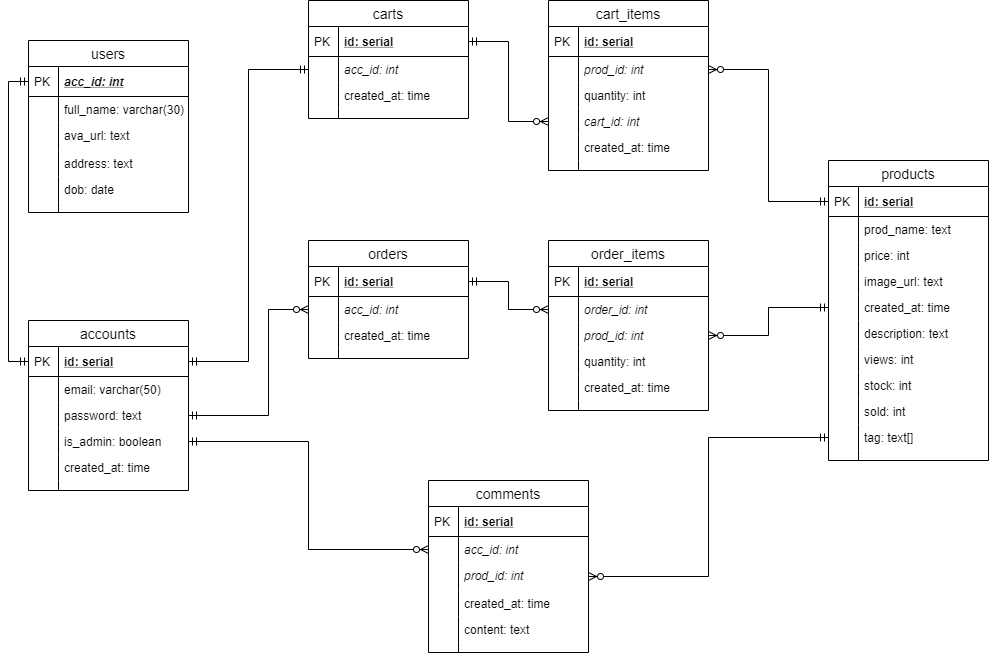 users
PK acc_id: int
full_name: varchar(30)
ava_url: text
address: text
dob: date
carts
PK id: serial
acc_id: int
created_at: time
cart_items
PK id: serial
prod_id: int
quantity: int
cart_id: int
created_at: time
products
PK id: serial
prod_name: text
price: int
image_url: text
created_at: time
description: text
views: int
stock: int
sold: int
tag: text[]
orders
PK id: serial
acc_id: int
created_at: time
order_items
PK id: serial
order_id: int
prod_id: int
quantity: int
created_at: time
accounts
PK id: serial
email: varchar(50)
password: text
is_admin: boolean
created_at: time
comments
PK id: serial
acc_id: int
prod_id: int
created_at: time
content: text